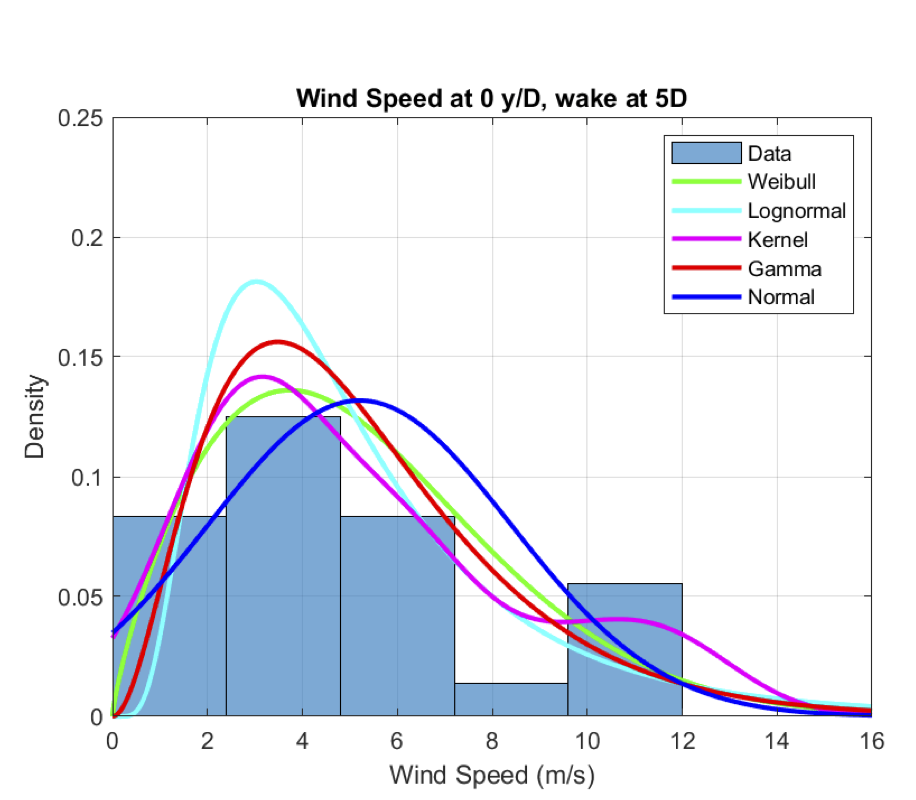 Wind Speed at 0 y/D, wake at 5D
0.25
0.2
0.15
0.1
0.05
0
Density
Data
Weibull
Lognormal
Kernel
Gamma
Normal
0 2 4 6 8 10 12 14 16
Wind Speed (m/s)